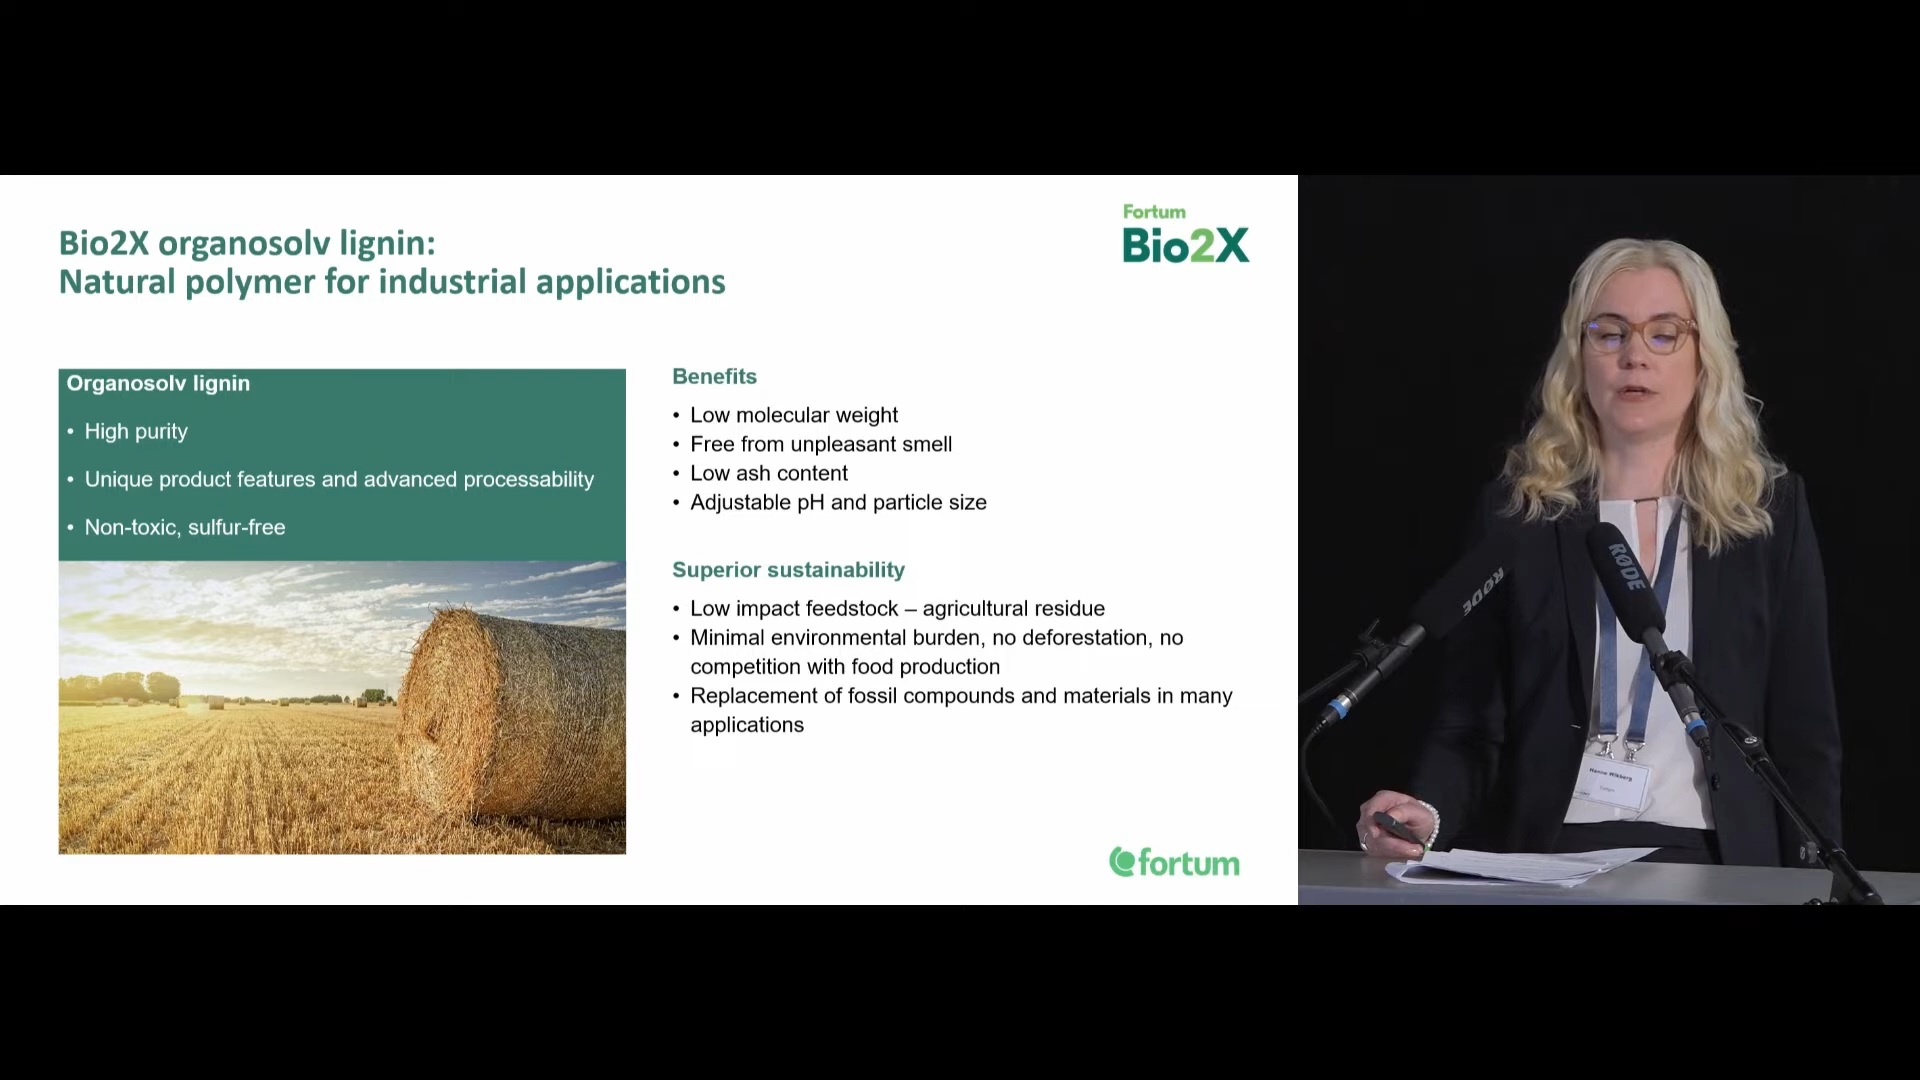 Bio2X organosolv lignin:
Natural polymer for industrial applications
Fortum
Bio2X
Organosolv lignin
• High purity
• Unique product features and advanced processability
• Non-toxic, sulfur-free
Benefits
• Low molecular weight
• Free from unpleasant smell
• Low ash content
• Adjustable pH and particle size
Superior sustainability
• Low impact feedstock – agricultural residue
• Minimal environmental burden, no deforestation, no
competition with food production
• Replacement of fossil compounds and materials in many
applications
fortum
RØDE
RØDE